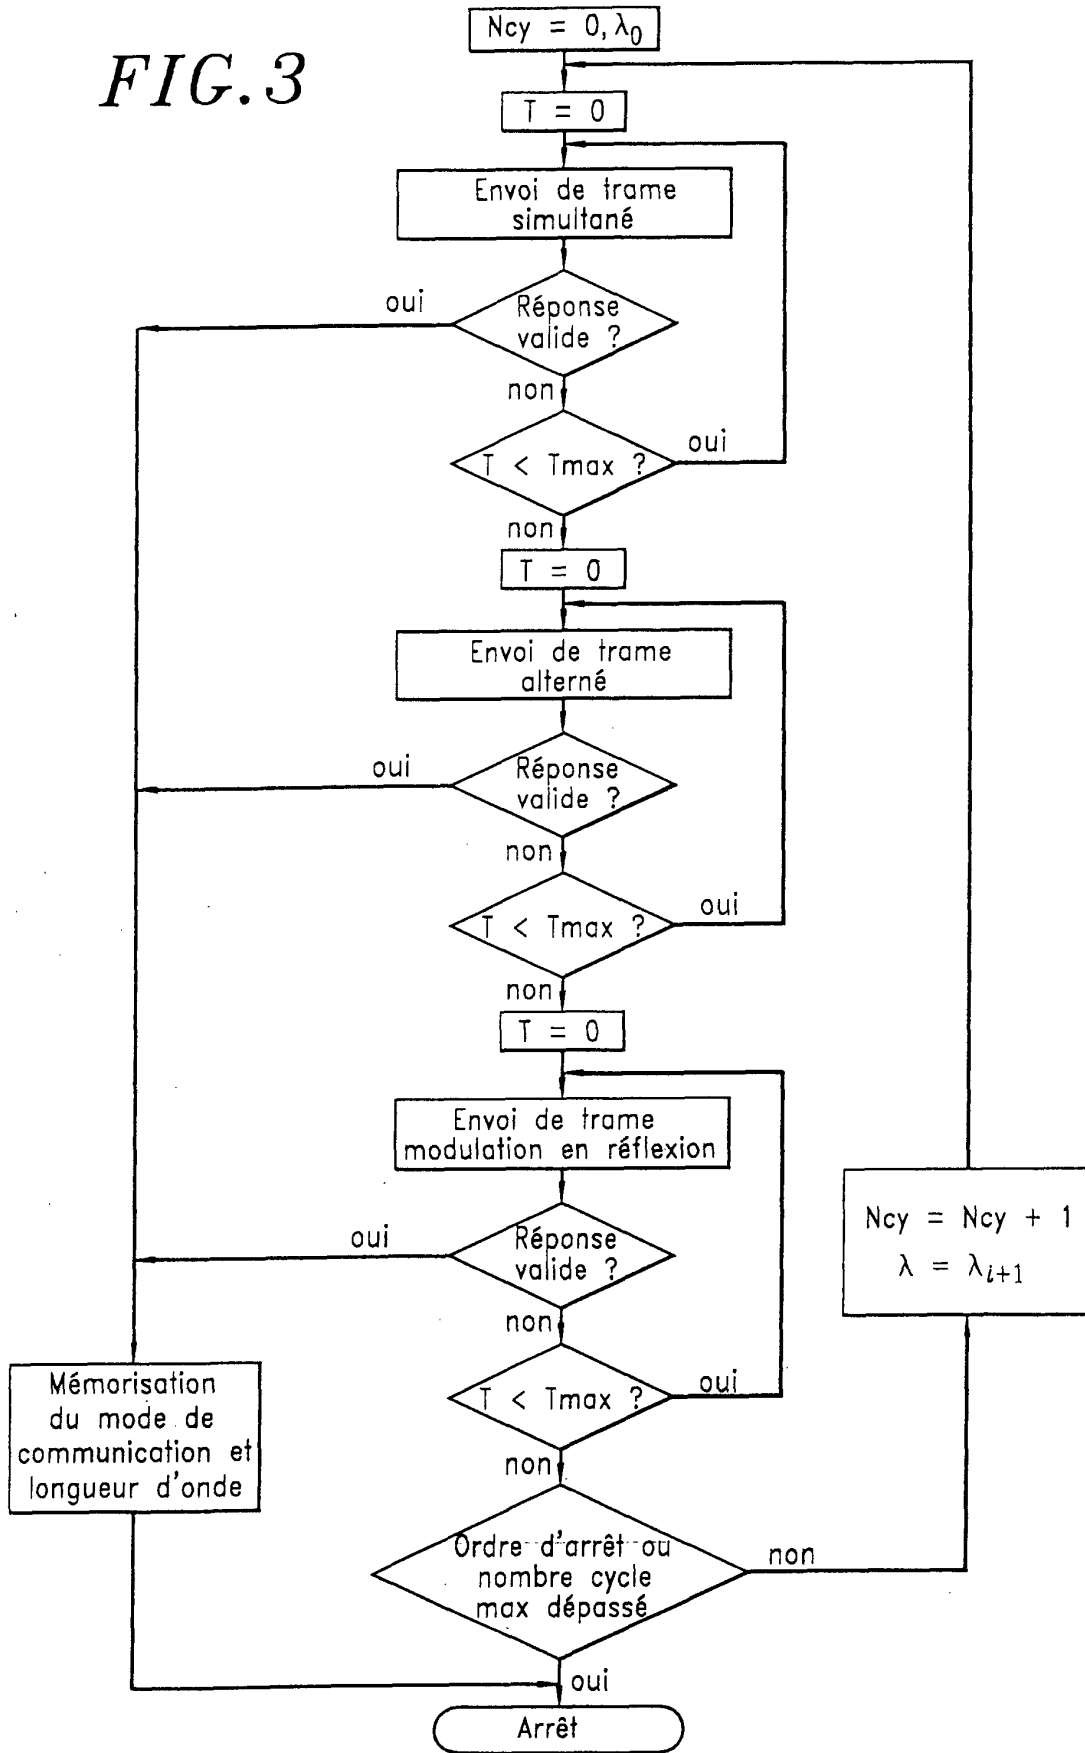 FIG.3
Ncy = 0, λ0
T = 0
Envoi de trame
simultané
Réponse
valide ?
oui
non
T < Tmax ?
oui
non
T = 0
Envoi de trame
alterné
Réponse
valide ?
oui
non
T < Tmax ?
oui
non
T = 0
Envoi de trame
modulation en réflexion
Réponse
valide ?
oui
non
T < Tmax ?
oui
non
Ncy = Ncy + 1
λ = λi+1
Mémorisation
du mode de
communication et
longueur d'onde
Ordre d'arrêt ou
nombre cycle
max dépassé
non
oui
Arrêt